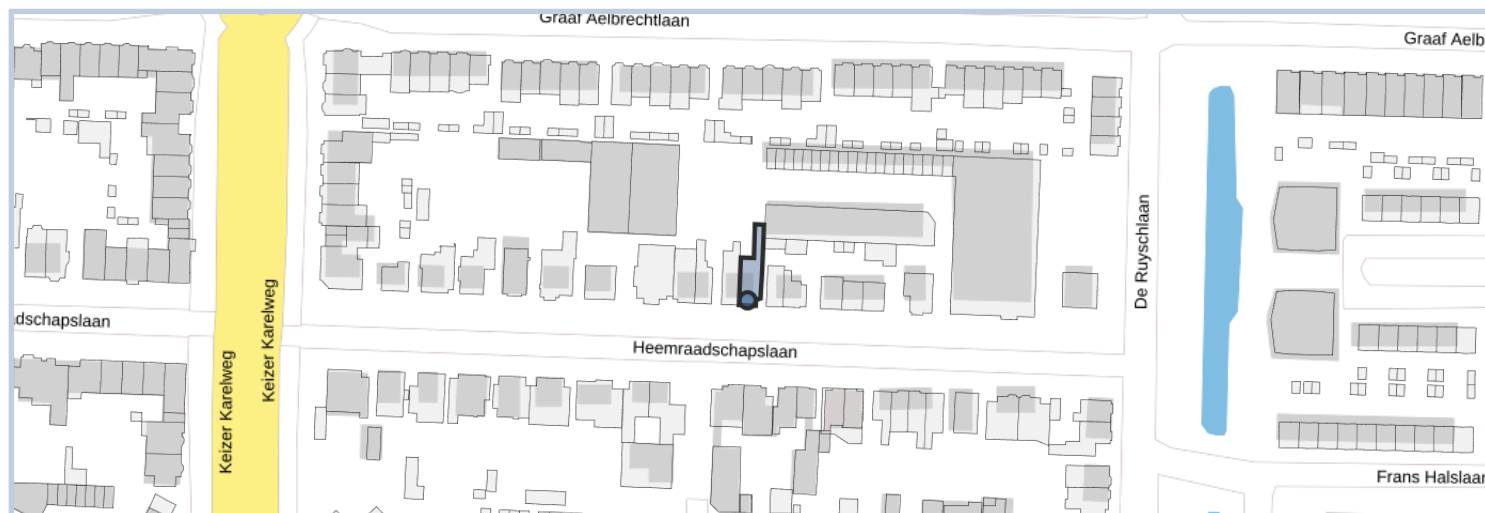 Graaf Aelbrechtlaan
Graaf Aelb
De Ruyschlaan
Keizer Karelweg
dschapslaan
Heemraadschapslaan
Keizer Karelweg
Frans Halslaan